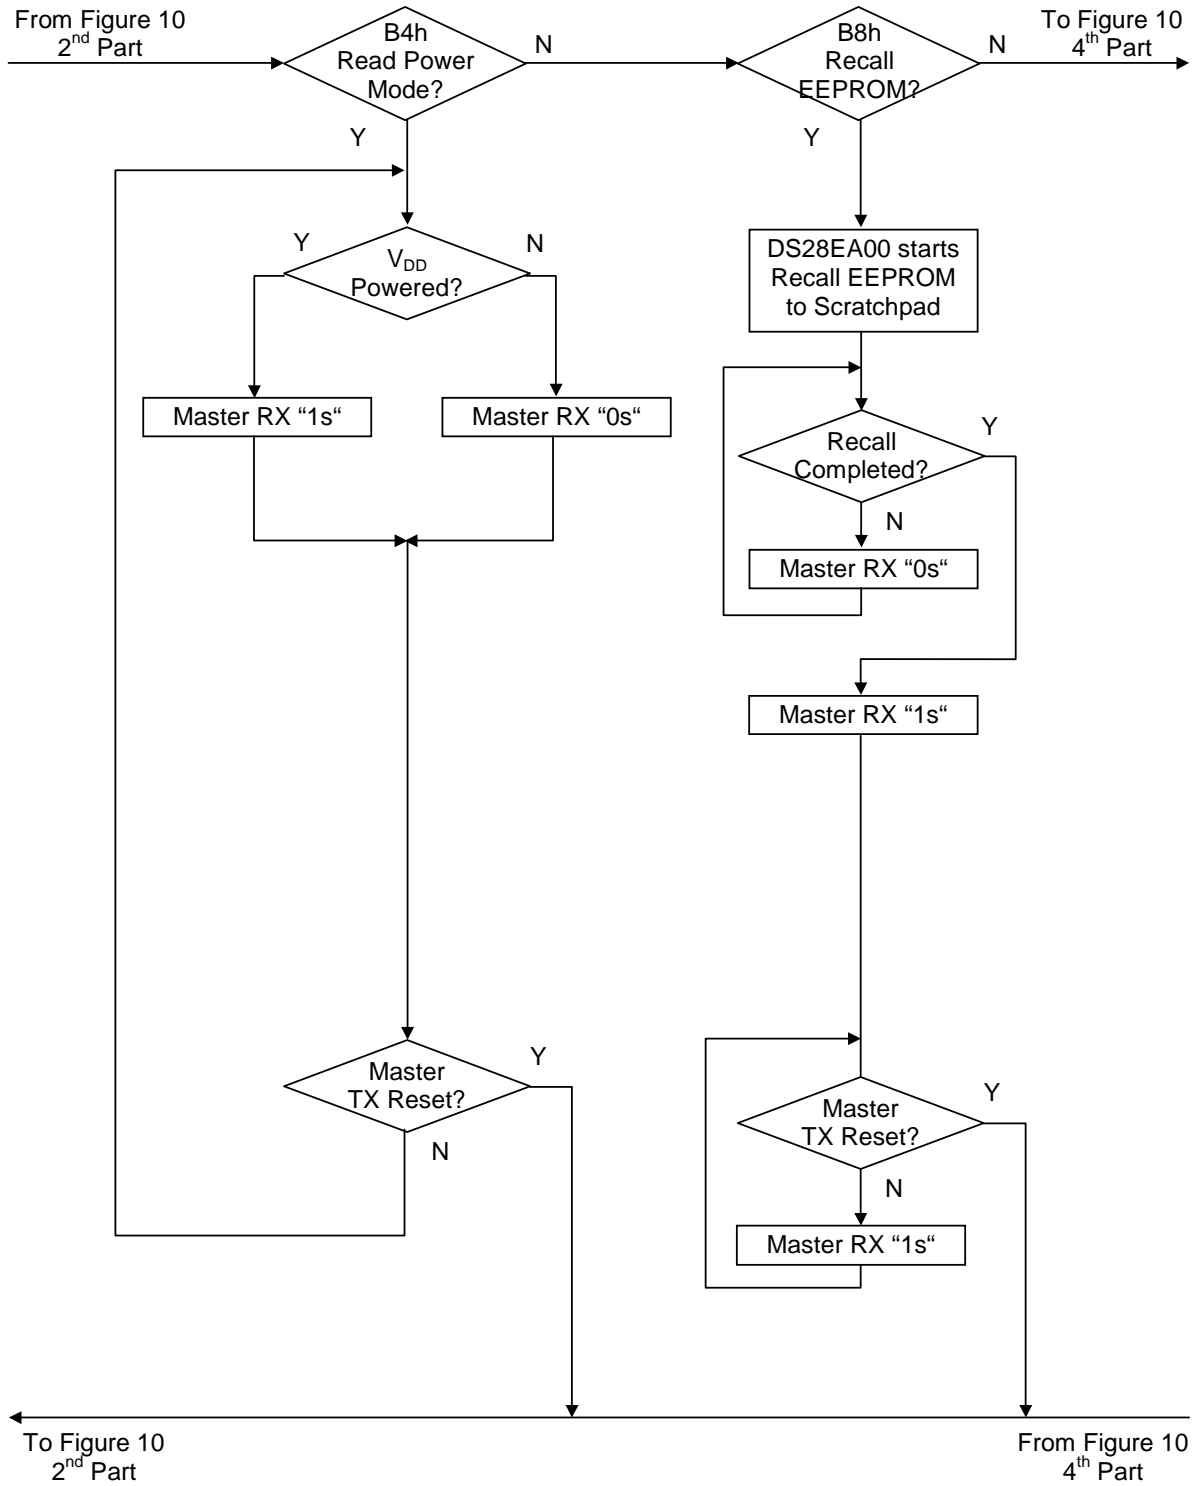 From Figure 10
2nd Part
B4h
Read Power
Mode?
N
B8h
Recall
EEPROM?
N
To Figure 10
4th Part
Y
Y
Y
VDD
Powered?
N
DS28EA00 starts
Recall EEPROM
to Scratchpad
Master RX “1s“
Master RX “0s“
Recall
Completed?
Y
N
Master RX “0s“
Master RX “1s“
Master
TX Reset?
Y
N
Master
TX Reset?
Y
N
Master RX “1s“
To Figure 10
2nd Part
From Figure 10
4th Part